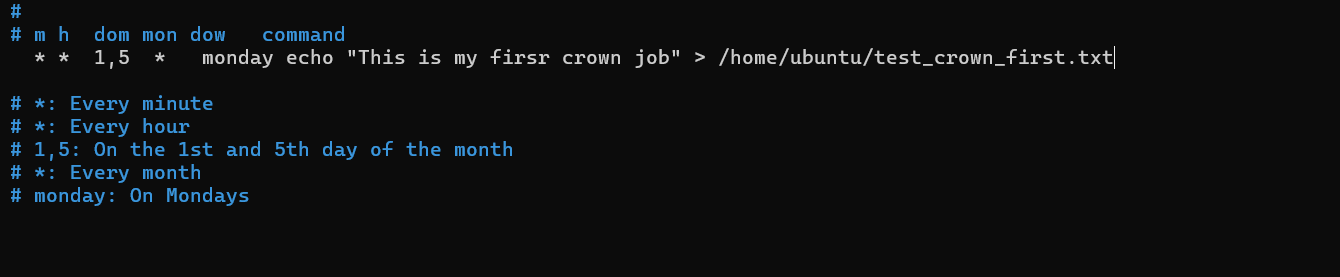 #
# m h  dom mon dow   command
  * *  1,5  *   monday echo "This is my firsr crown job" > /home/ubuntu/test_crown_first.txt
# *: Every minute
# *: Every hour
# 1,5: On the 1st and 5th day of the month
# *: Every month
# monday: On Mondays